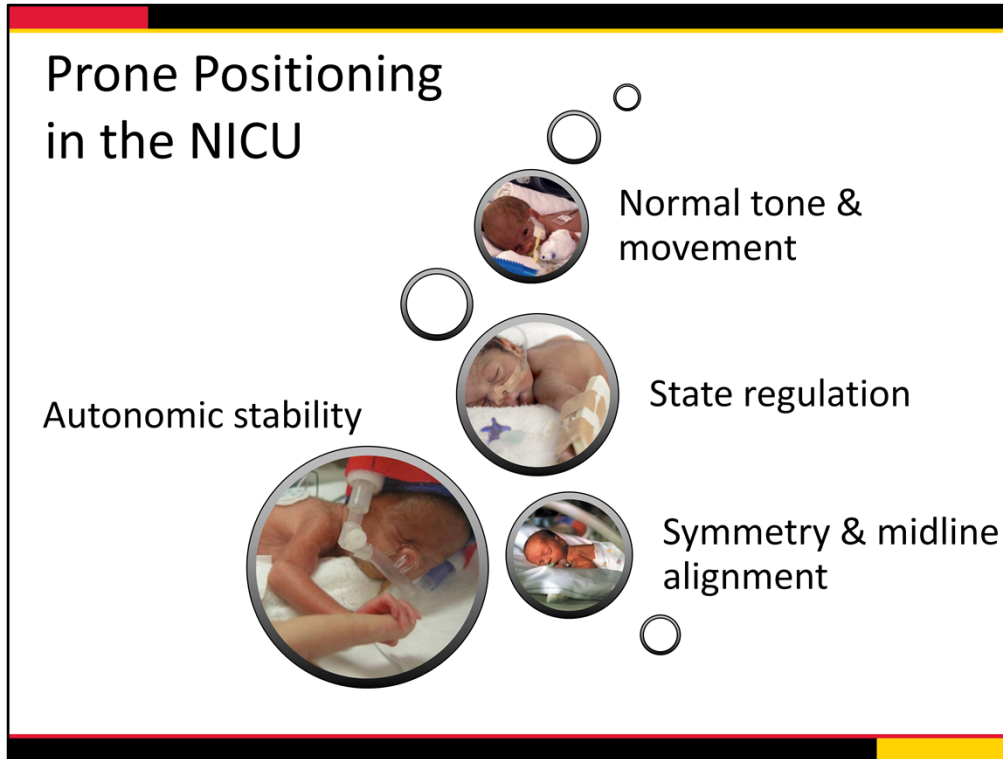 Prone Positioning
in the NICU
Normal tone &
movement
State regulation
Autonomic stability
Symmetry & midline
alignment